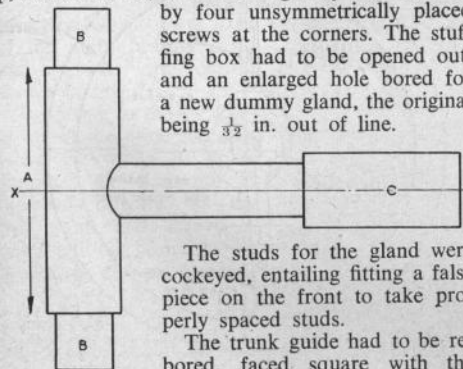 by four unsymmetrically placed
screws at the corners. The stuf-
fing box had to be opened out
and an enlarged hole bored fo
a new dummy gland, the origina
being 1/32 in. out of line.
B
A
X
C
The studs for the gland wer
cockeyed, entailing fitting a fals
piece on the front to take pro
perly spaced studs.
B
The trunk guide had to be re
bored, faced square with th